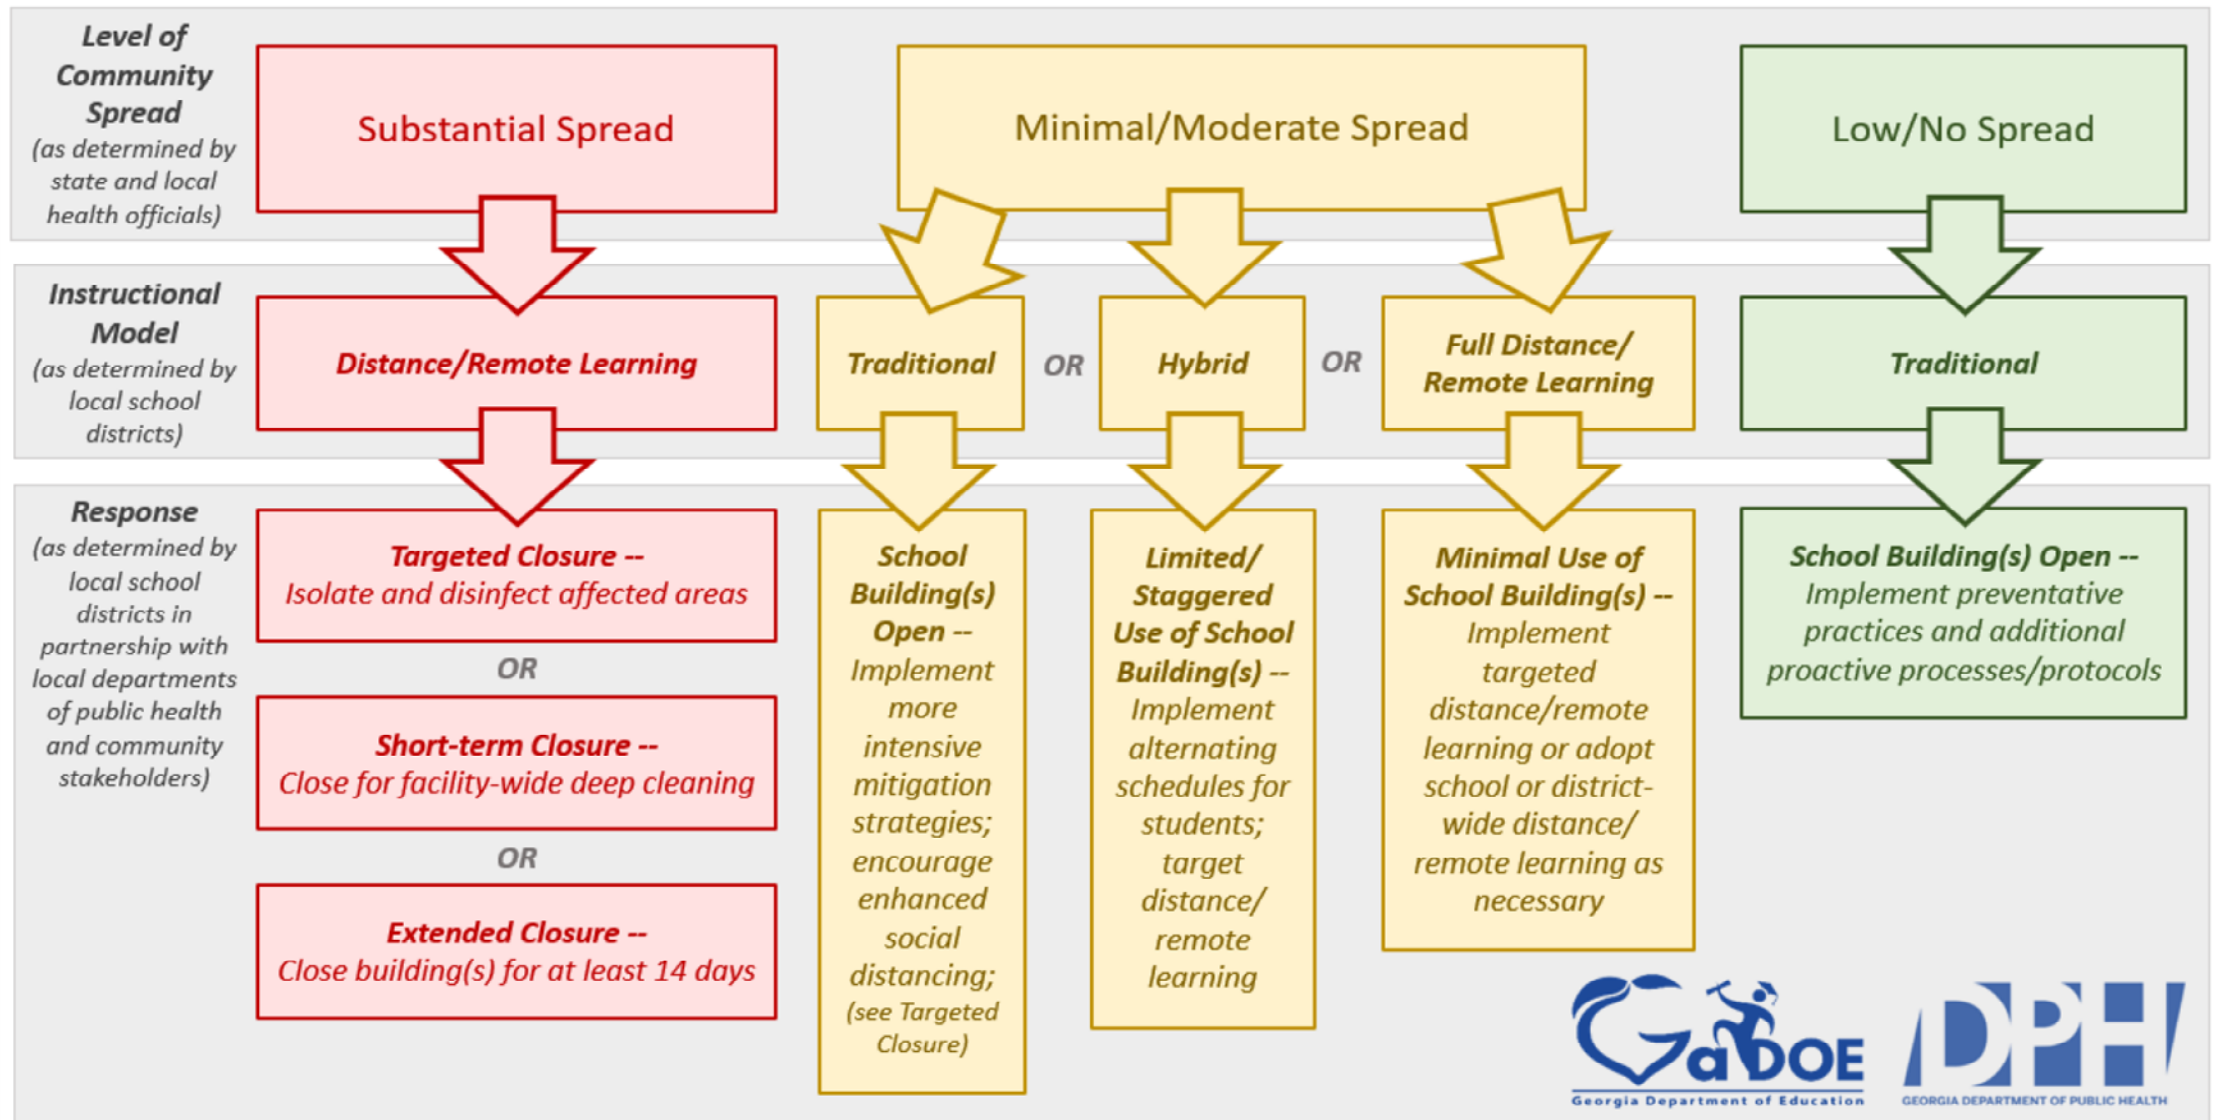 Level of
Community
Spread
(as determined by
state and local
health officials)
Substantial Spread
Minimal/Moderate Spread
Low/No Spread
Instructional
Model
(as determined by
local school
districts)
Distance/Remote Learning
Traditional
OR
Hybrid
OR
Full Distance/
Remote Learning
Traditional
Response
(as determined by
local school
districts in
partnership with
local departments
of public health
and community
stakeholders)
Targeted Closure --
Isolate and disinfect affected areas
OR
Short-term Closure --
Close for facility-wide deep cleaning
OR
Extended Closure --
Close building(s) for at least 14 days
School
Building(s)
Open --
Implement
more
intensive
mitigation
strategies;
encourage
enhanced
social
distancing;
(see Targeted
Closure)
Limited/
Staggered
Use of School
Building(s) --
Implement
alternating
schedules for
students;
target
distance/
remote
learning
Minimal Use of
School Building(s) --
Implement
targeted
distance/remote
learning or adopt
school or district-
wide distance/
remote learning as
necessary
School Building(s) Open --
Implement preventative
practices and additional
proactive processes/protocols
GaDOE
Georgia Department of Education
DPH
GEORGIA DEPARTMENT OF PUBLIC HEALTH